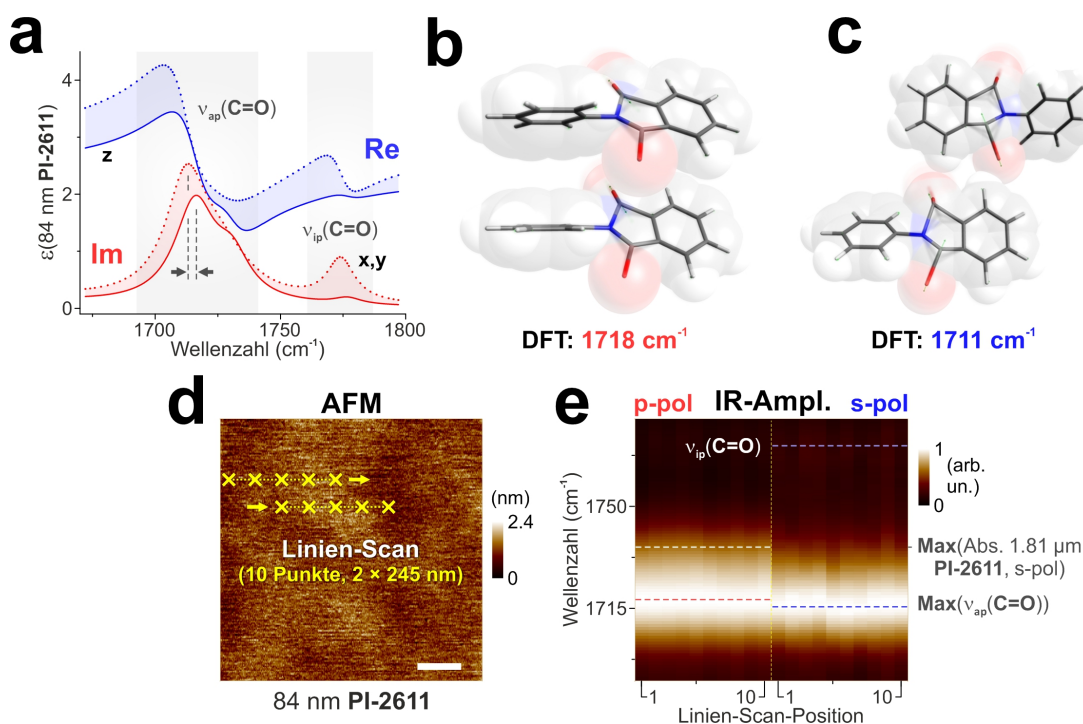 a
ε(84 nm PI-2611)
4
2
0
ν_ap(C=O)
z
Re
ν_ip(C=O)
Im
x,y
1700
1750
1800
Wellenzahl (cm⁻¹)
b
DFT: 1718 cm⁻¹
c
DFT: 1711 cm⁻¹
d
AFM
Linien-Scan
(10 Punkte, 2 × 245 nm)
(nm)
2.4
0
84 nm PI-2611
e
p-pol
IR-Ampl.
s-pol
ν_ip(C=O)
Wellenzahl (cm⁻¹)
1750
1715
1
(arb.
un.)
0
Max(Abs. 1.81 µm
PI-2611, s-pol)
Max(ν_ap(C=O))
1
10
1
10
Linien-Scan-Position